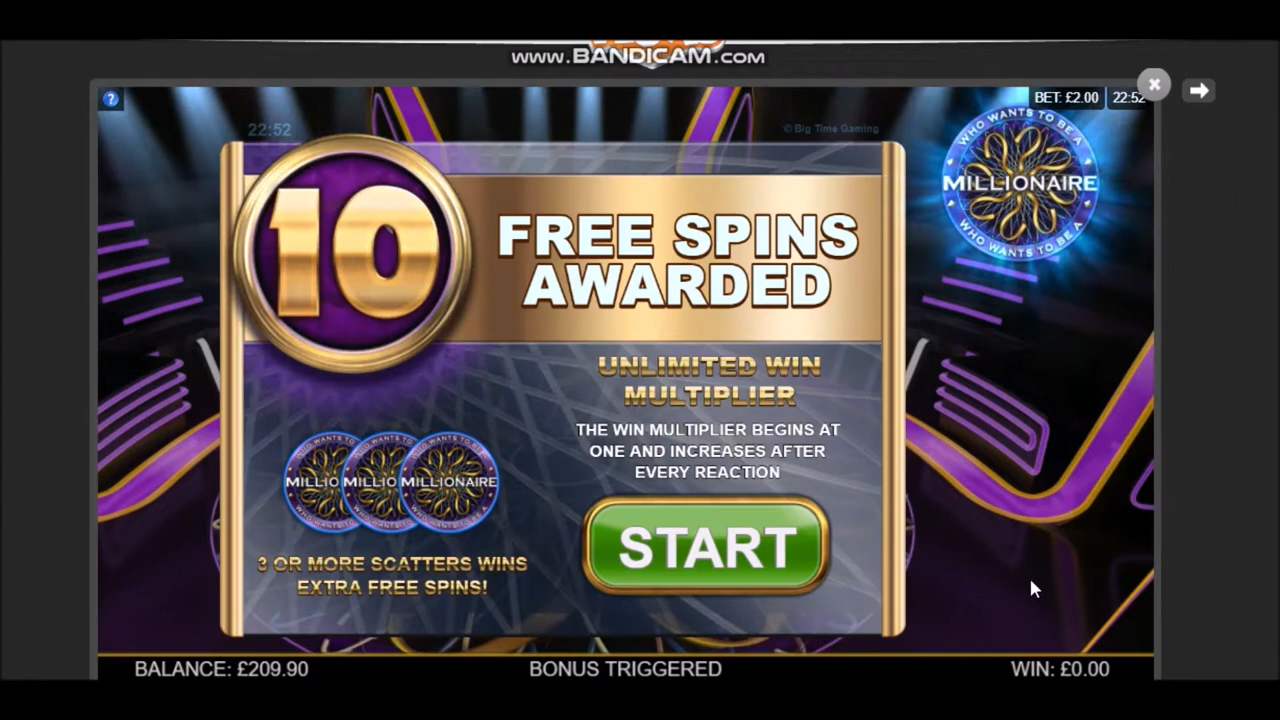 www.BANDICAM.com
?
BET: £2.00 22:52
22:52
© Big Time Gaming
WHO WANTS TO BE A
MILLIONAIRE
WHO WANTS TO BE A
10
FREE SPINS
AWARDED
UNLIMITED WIN
MULTIPLIER
THE WIN MULTIPLIER BEGINS AT
ONE AND INCREASES AFTER
EVERY REACTION
MILLIO MILLIO MILLIONAIRE
START
3 OR MORE SCATTERS WINS
EXTRA FREE SPINS!
BALANCE: £209.90 BONUS TRIGGERED WIN: £0.00